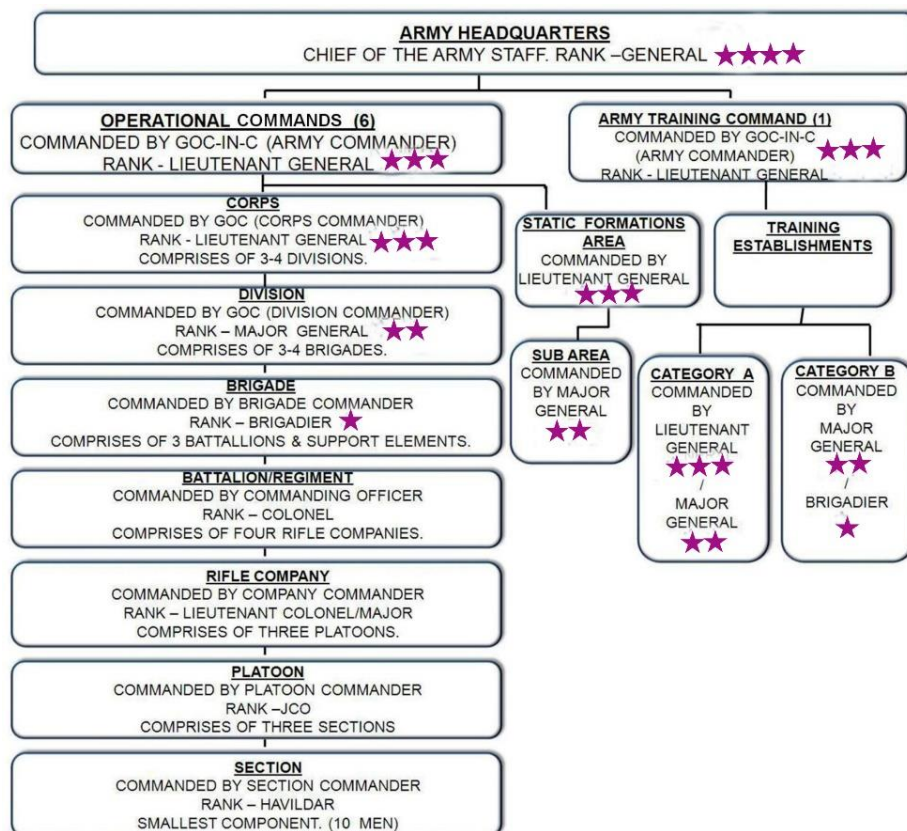 ARMY HEADQUARTERS
CHIEF OF THE ARMY STAFF. RANK –GENERAL
OPERATIONAL COMMANDS (6)
COMMANDED BY GOC-IN-C (ARMY COMMANDER)
RANK - LIEUTENANT GENERAL
ARMY TRAINING COMMAND (1)
COMMANDED BY GOC-IN-C
(ARMY COMMANDER)
RANK - LIEUTENANT GENERAL
CORPS
COMMANDED BY GOC (CORPS COMMANDER)
RANK - LIEUTENANT GENERAL
COMPRISES OF 3-4 DIVISIONS.
STATIC FORMATIONS
AREA
COMMANDED BY
LIEUTENANT GENERAL
TRAINING
ESTABLISHMENTS
DIVISION
COMMANDED BY GOC (DIVISION COMMANDER)
RANK – MAJOR GENERAL
COMPRISES OF 3-4 BRIGADES.
SUB AREA
COMMANDED
BY MAJOR
GENERAL
CATEGORY A
COMMANDED
BY
LIEUTENANT
GENERAL
/
MAJOR
GENERAL
CATEGORY B
COMMANDED
BY
MAJOR
GENERAL
/
BRIGADIER
BRIGADE
COMMANDED BY BRIGADE COMMANDER
RANK – BRIGADIER
COMPRISES OF 3 BATTALLIONS & SUPPORT ELEMENTS.
BATTALION/REGIMENT
COMMANDED BY COMMANDING OFFICER
RANK – COLONEL
COMPRISES OF FOUR RIFLE COMPANIES.
RIFLE COMPANY
COMMANDED BY COMPANY COMMANDER
RANK – LIEUTENANT COLONEL/MAJOR
COMPRISES OF THREE PLATOONS.
PLATOON
COMMANDED BY PLATOON COMMANDER
RANK –JCO
COMPRISES OF THREE SECTIONS
SECTION
COMMANDED BY SECTION COMMANDER
RANK – HAVILDAR
SMALLEST COMPONENT. (10 MEN)